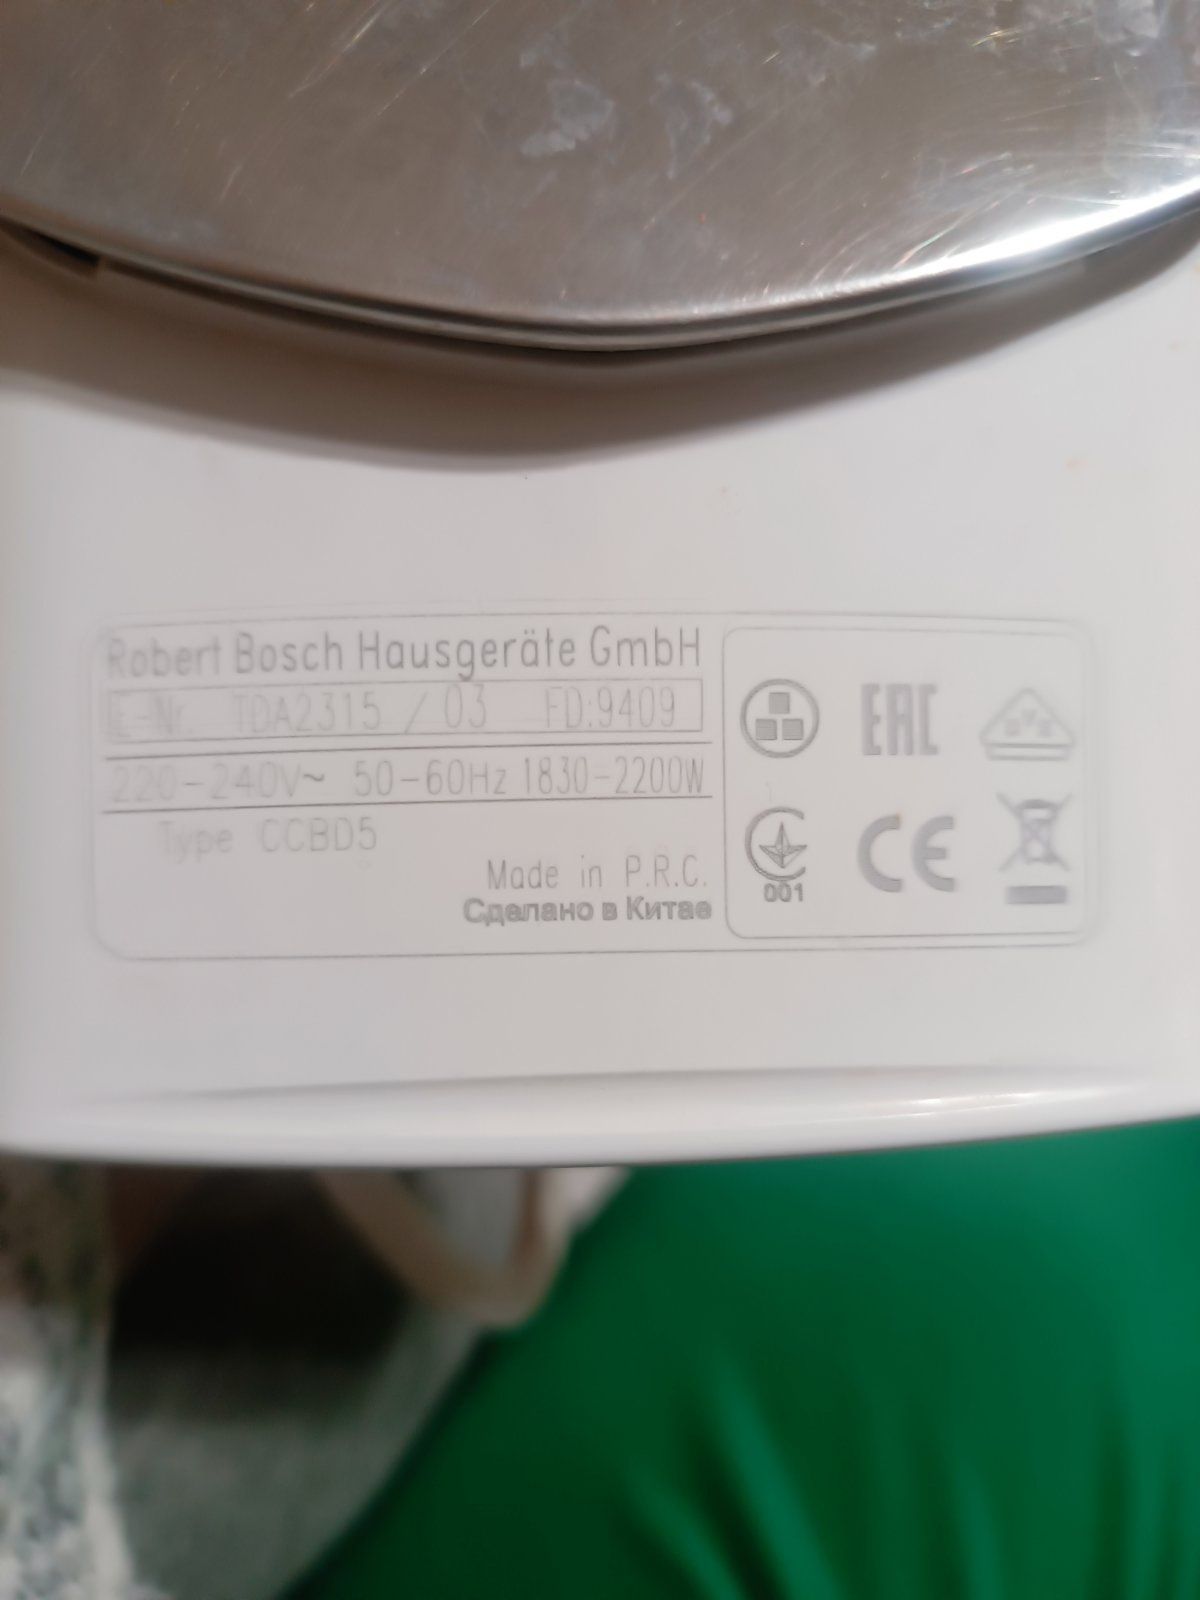 Robert Bosch Hausgeräte GmbH
E-Nr. TDA2315 / 03 FD:9409
220-240V~ 50-60Hz 1830-2200W
Type CCBD5
Made in P.R.C.
Сделано в Китае
EAC
001
CE